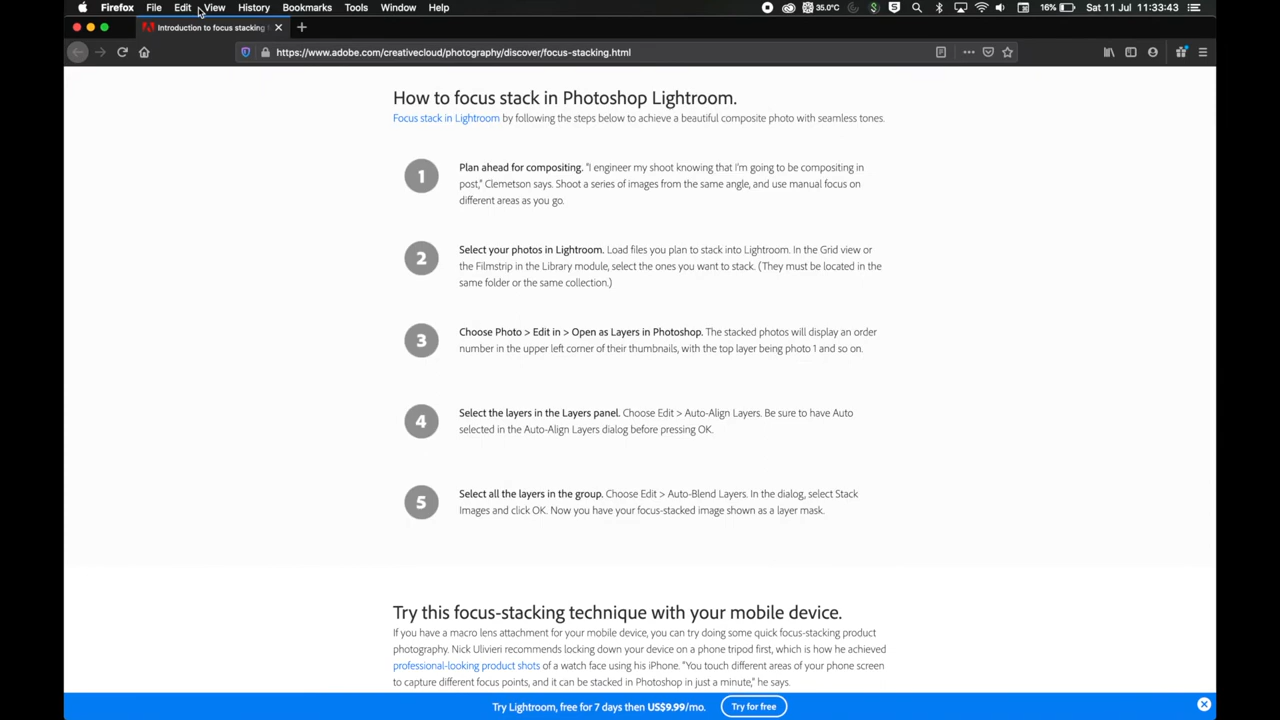 Firefox File Edit View History Bookmarks Tools Window Help 35.0°C 16% Sat 11 Jul 11:33:43
Introduction to focus stacking
https://www.adobe.com/creativecloud/photography/discover/focus-stacking.html
How to focus stack in Photoshop Lightroom.
Focus stack in Lightroom by following the steps below to achieve a beautiful composite photo with seamless tones.
1 Plan ahead for compositing. "I engineer my shoot knowing that I'm going to be compositing in
post," Clemetson says. Shoot a series of images from the same angle, and use manual focus on
different areas as you go.
2 Select your photos in Lightroom. Load files you plan to stack into Lightroom. In the Grid view or
the Filmstrip in the Library module, select the ones you want to stack. (They must be located in the
same folder or the same collection.)
3 Choose Photo > Edit in > Open as Layers in Photoshop. The stacked photos will display an order
number in the upper left corner of their thumbnails, with the top layer being photo 1 and so on.
4 Select the layers in the Layers panel. Choose Edit > Auto-Align Layers. Be sure to have Auto
selected in the Auto-Align Layers dialog before pressing OK.
5 Select all the layers in the group. Choose Edit > Auto-Blend Layers. In the dialog, select Stack
Images and click OK. Now you have your focus-stacked image shown as a layer mask.
Try this focus-stacking technique with your mobile device.
If you have a macro lens attachment for your mobile device, you can try doing some quick focus-stacking product
photography. Nick Ulivieri recommends locking down your device on a phone tripod first, which is how he achieved
professional-looking product shots of a watch face using his iPhone. "You touch different areas of your phone screen
to capture different focus points, and it can be stacked in Photoshop in just a minute," he says.
Try Lightroom, free for 7 days then US$9.99/mo. Try for free